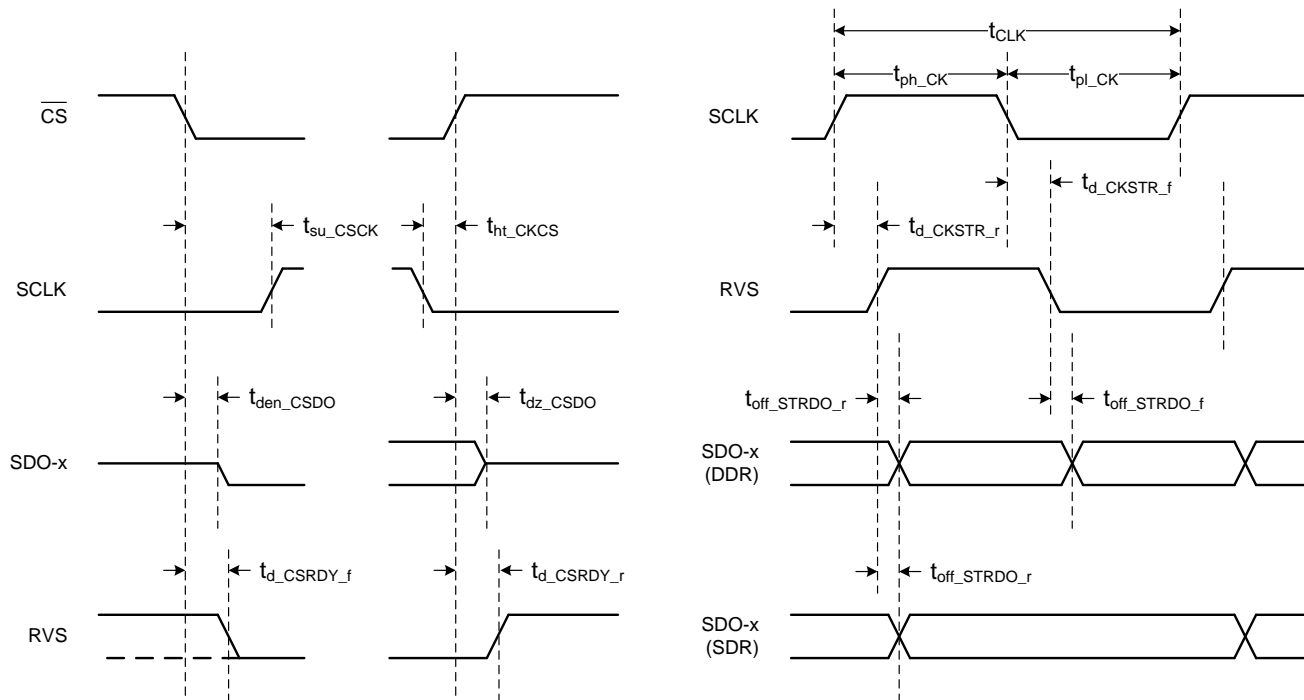 CS
SCLK
t_su_CSCK
t_ht_CKCS
SDO-x
t_den_CSDO
t_dz_CSDO
RVS
t_d_CSRDY_f
t_d_CSRDY_r
t_CLK
t_ph_CK
t_pl_CK
SCLK
t_d_CKSTR_f
t_d_CKSTR_r
RVS
t_off_STRDO_r
t_off_STRDO_f
SDO-x
(DDR)
t_off_STRDO_r
SDO-x
(SDR)